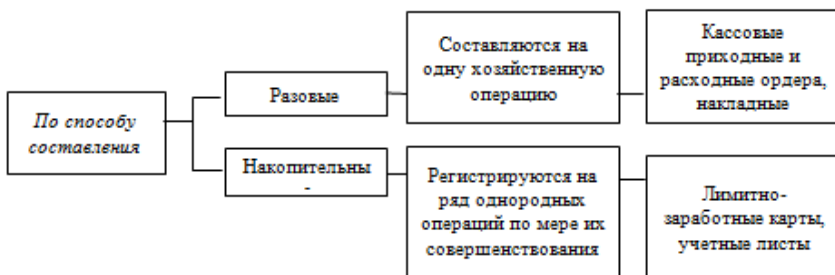 По способу
составления
Разовые
Составляются на
одну хозяйственную
операцию
Кассовые
приходные и
расходные ордера,
накладные
Накопительны
-
Регистрируются на
ряд однородных
операций по мере их
совершенствования
Лимитно-
заработные карты,
учетные листы